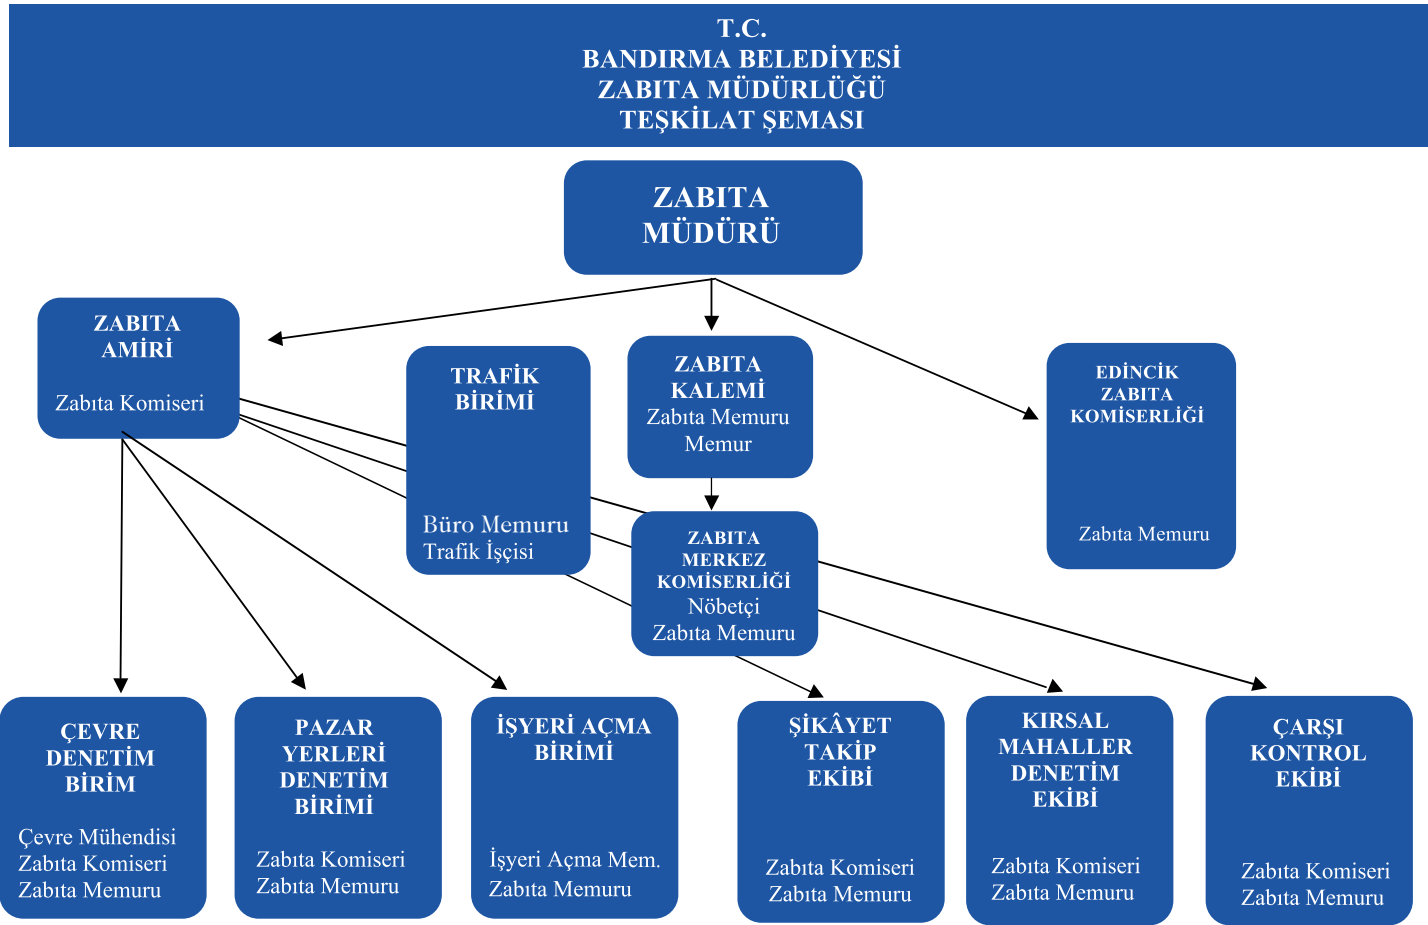 T.C.
BANDIRMA BELEDİYESİ
ZABITA MÜDÜRLÜĞÜ
TEŞKİLAT ŞEMASI
ZABITA
MÜDÜRÜ
ZABITA
AMİRİ
Zabıta Komiseri
TRAFİK
BİRİMİ
Büro Memuru
Trafik İşçisi
ZABITA
KALEMİ
Zabıta Memuru
Memur
EDİNCİK
ZABITA
KOMİSERLİĞİ
Zabıta Memuru
ZABITA
MERKEZ
KOMİSERLİĞİ
Nöbetçi
Zabıta Memuru
ÇEVRE
DENETİM
BİRİM
Çevre Mühendisi
Zabıta Komiseri
Zabıta Memuru
PAZAR
YERLERİ
DENETİM
BİRİMİ
Zabıta Komiseri
Zabıta Memuru
İŞYERİ AÇMA
BİRİMİ
İşyeri Açma Mem.
Zabıta Memuru
ŞİKÂYET
TAKİP
EKİBİ
Zabıta Komiseri
Zabıta Memuru
KIRSAL
MAHALLER
DENETİM
EKİBİ
Zabıta Komiseri
Zabıta Memuru
ÇARŞI
KONTROL
EKİBİ
Zabıta Komiseri
Zabıta Memuru